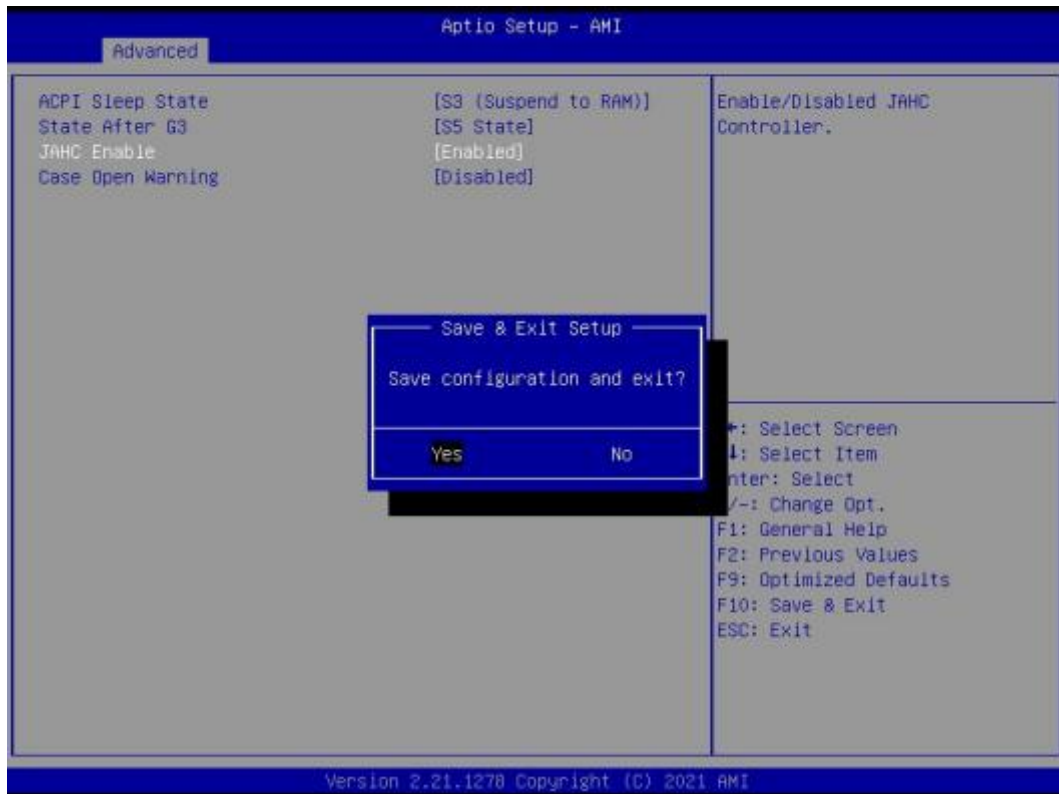 Aptio Setup – AMI
Advanced
ACPI Sleep State [S3 (Suspend to RAM)]
State After G3 [S5 State]
JAHC Enable [Enabled]
Case Open Warning [Disabled]
Enable/Disabled JAHC
Controller.
Save & Exit Setup
Save configuration and exit?
Yes No
: Select Screen
: Select Item
nter: Select
/-: Change Opt.
F1: General Help
F2: Previous Values
F9: Optimized Defaults
F10: Save & Exit
ESC: Exit
Version 2.21.1278 Copyright (C) 2021 AMI